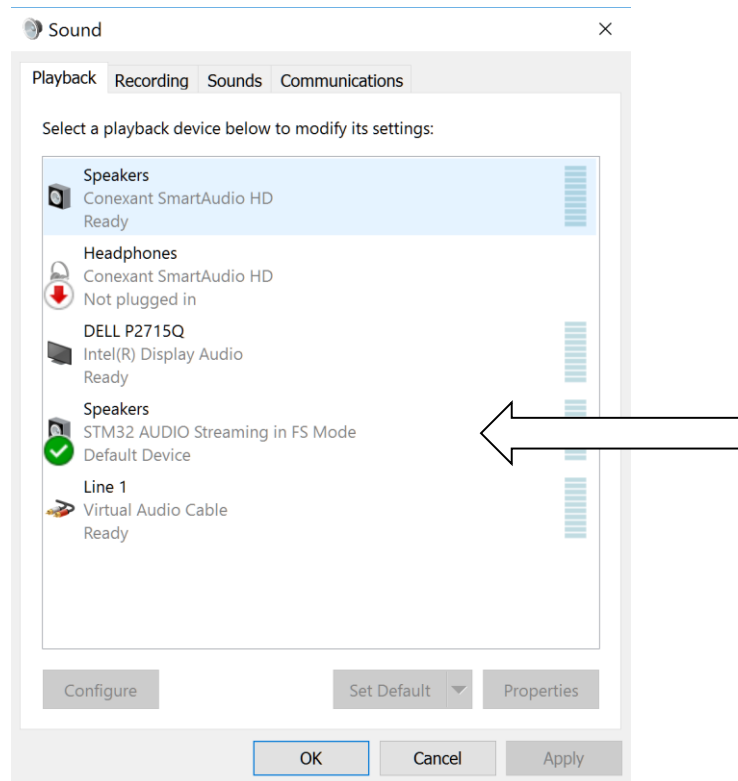 Sound
Playback Recording Sounds Communications
Select a playback device below to modify its settings:
Speakers
Conexant SmartAudio HD
Ready
Headphones
Conexant SmartAudio HD
Not plugged in
DELL P2715Q
Intel(R) Display Audio
Ready
Speakers
STM32 AUDIO Streaming in FS Mode
Default Device
Line 1
Virtual Audio Cable
Ready
Configure Set Default Properties
OK Cancel Apply